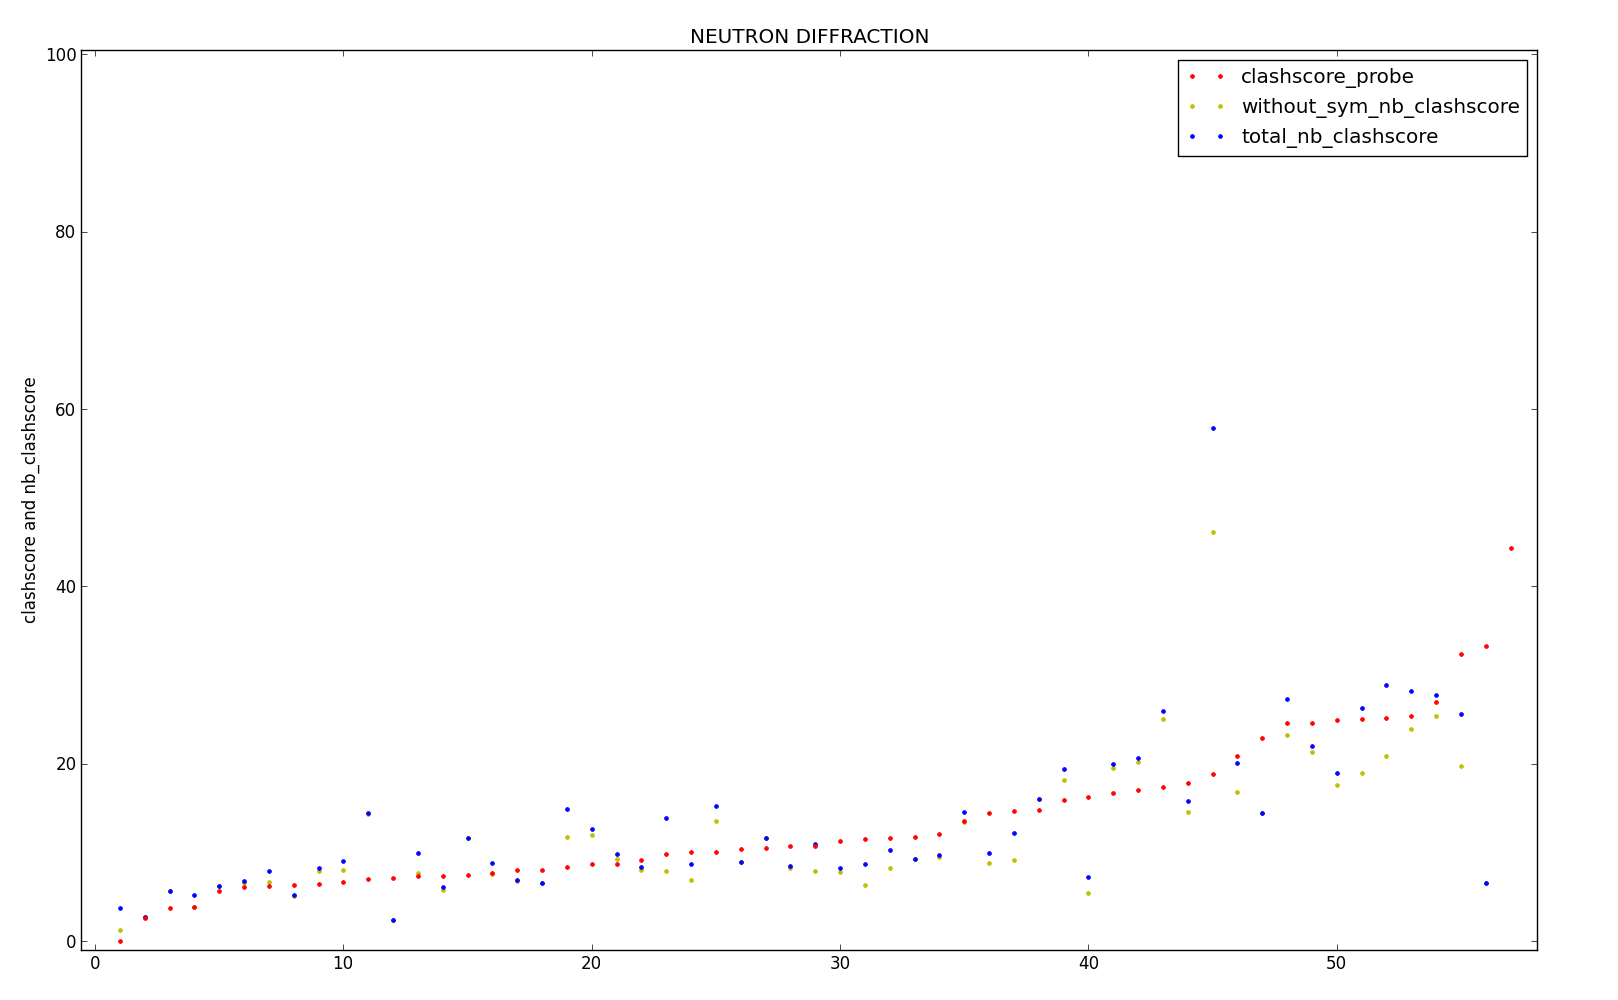 NEUTRON DIFFRACTION
100
80
60
40
20
0
clashscore and nb_clashscore
clashscore_probe
without_sym_nb_clashscore
total_nb_clashscore
0 10 20 30 40 50